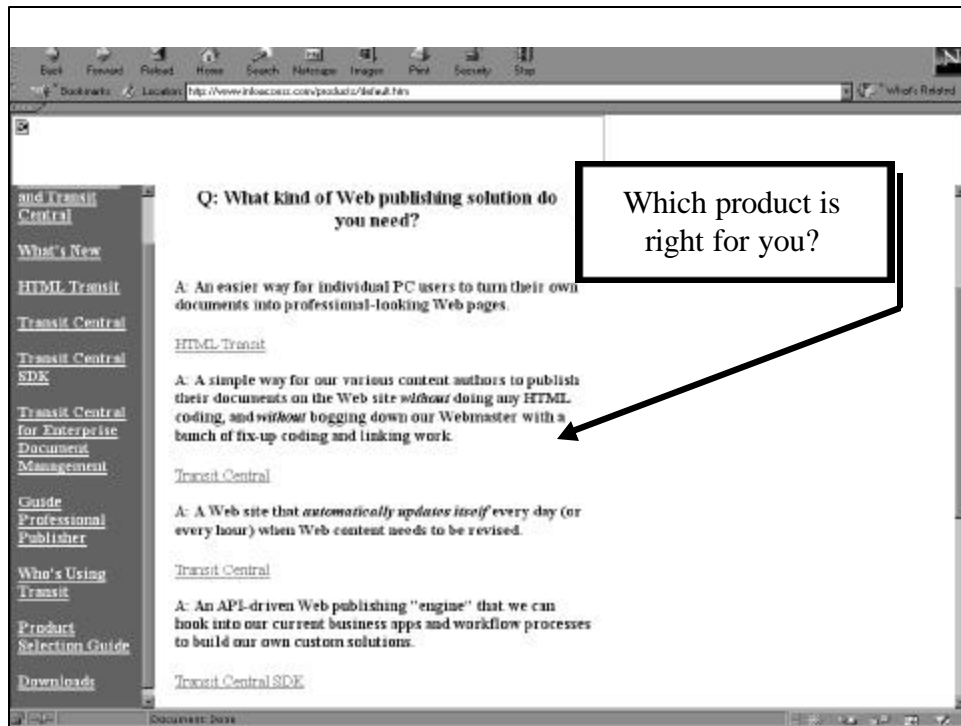 Back Forward Reload Home Search Netscape Images Print Security Stop
Bookmarks Location: http://www.infoaccess.com/products/default.htm What's Related
and Transit
Central
What's New
HTML Transit
Transit Central
Transit Central
SDK
Transit Central
for Enterprise
Document
Management
Guide
Professional
Publisher
Who's Using
Transit
Product
Selection Guide
Downloads
Q: What kind of Web publishing solution do
you need?
A: An easier way for individual PC users to turn their own
documents into professional-looking Web pages.
HTML Transit
A: A simple way for our various content authors to publish
their documents on the Web site without doing any HTML
coding, and without bogging down our Webmaster with a
bunch of fix-up coding and linking work.
Transit Central
A: A Web site that automatically updates itself every day (or
every hour) when Web content needs to be revised.
Transit Central
A: An API-driven Web publishing "engine" that we can
hook into our current business apps and workflow processes
to build our own custom solutions.
Transit Central SDK
Which product is
right for you?
Document: Done